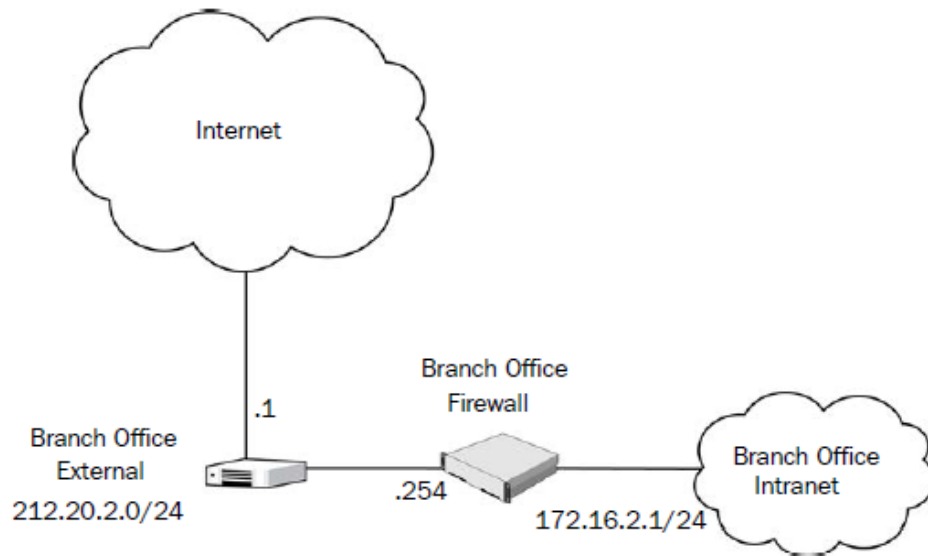 Internet
.1
Branch Office
Firewall
Branch Office
External
212.20.2.0/24
.254
172.16.2.1/24
Branch Office
Intranet